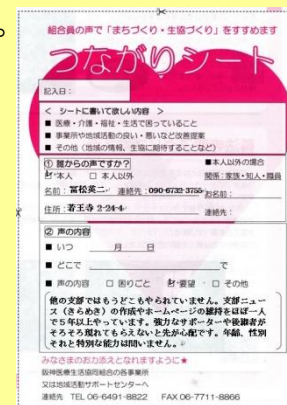 組合員の声で「まちづくり・生協づくり」をすすめます
つながりシート
記入日：
＜ シートに書いて欲しい内容 ＞
■ 医療・介護・福祉・生活で困っていること
■ 事業所や地域活動の良い・悪いなど改善提案
■ その他（地域の情報、生協に期待することなど）
① 誰からの声ですか？
■本人以外の場合
本人 □ 本人以外
関係：家族・知人・職員
名前：冨松英二 連絡先：090-6732-3755
お名前：
住所：若王寺 2-24-4
連絡先：
② 声の内容
■ いつ 月 日
■ どこで で
■ 声の内容 □ 困りごと 要望 □ その他
他の支部ではもうどこもやられていません。支部ニュー
ス（きらめき）の作成やホームページの維持をほぼ一人
で５年以上やっています。強力なサポーターや後継者が
そろそろ現れてもらえないと先が心配です。年齢、性別
それと特別な能力は問いません。
みなさまのお力添えとなれますように★
阪神医療生活協同組合の各事業所
又は地域活動サポートセンターへ
連絡先 TEL 06-6491-8822 FAX 06-7711-8866